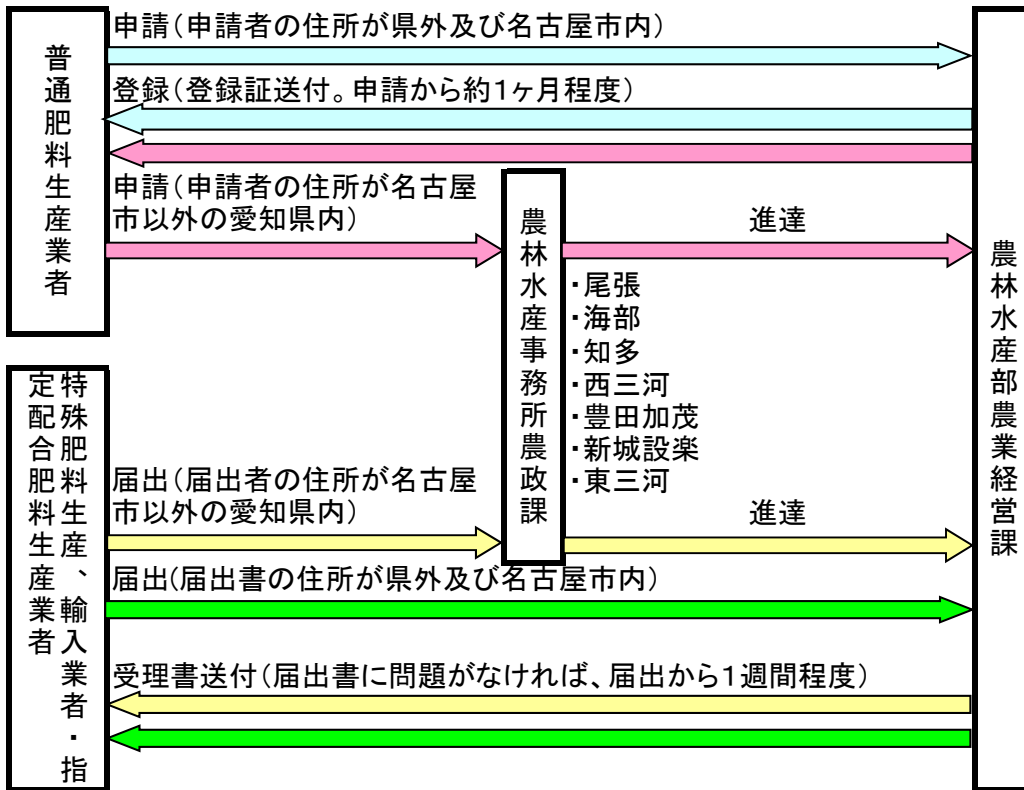 普通肥料生産業者
申請(申請者の住所が県外及び名古屋市内)
登録(登録証送付。申請から約1ヶ月程度)
申請(申請者の住所が名古屋
市以外の愛知県内)
農林水産事務所農政課
進達
・尾張
・海部
・知多
・西三河
・豊田加茂
・新城設楽
・東三河
進達
農林水産部農業経営課
特殊肥料生産、輸入業者・指
定配合肥料生産業者
届出(届出者の住所が名古屋
市以外の愛知県内)
届出(届出書の住所が県外及び名古屋市内)
受理書送付(届出書に問題がなければ、届出から1週間程度)